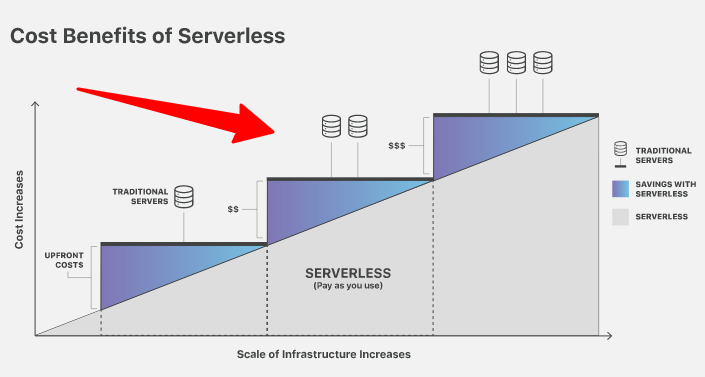 Cost Benefits of Serverless
Cost Increases
UPFRONT
COSTS
TRADITIONAL
SERVERS
$$
$$$
SERVERLESS
(Pay as you use)
Scale of Infrastructure Increases
TRADITIONAL
SERVERS
SAVINGS WITH
SERVERLESS
SERVERLESS